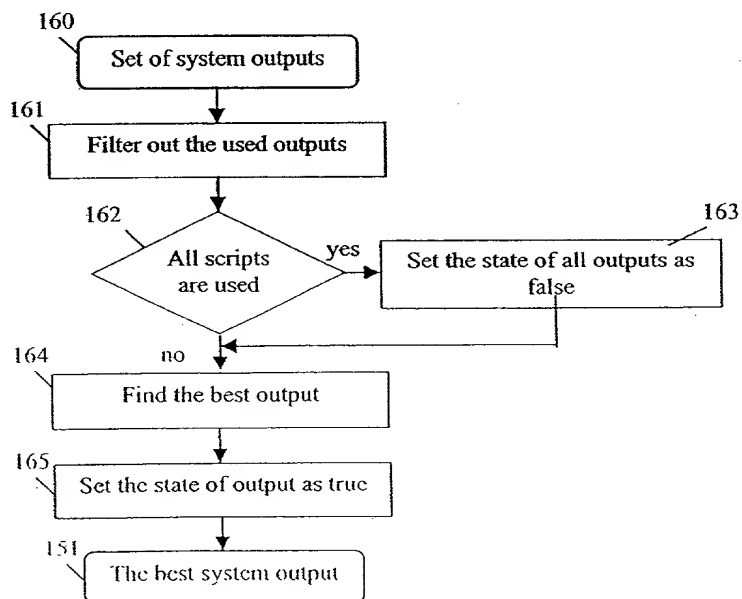 160
Set of system outputs
161
Filter out the used outputs
162
All scripts
are used
yes
163
Set the state of all outputs as
false
no
164
Find the best output
165
Set the state of output as true
151
The best system output